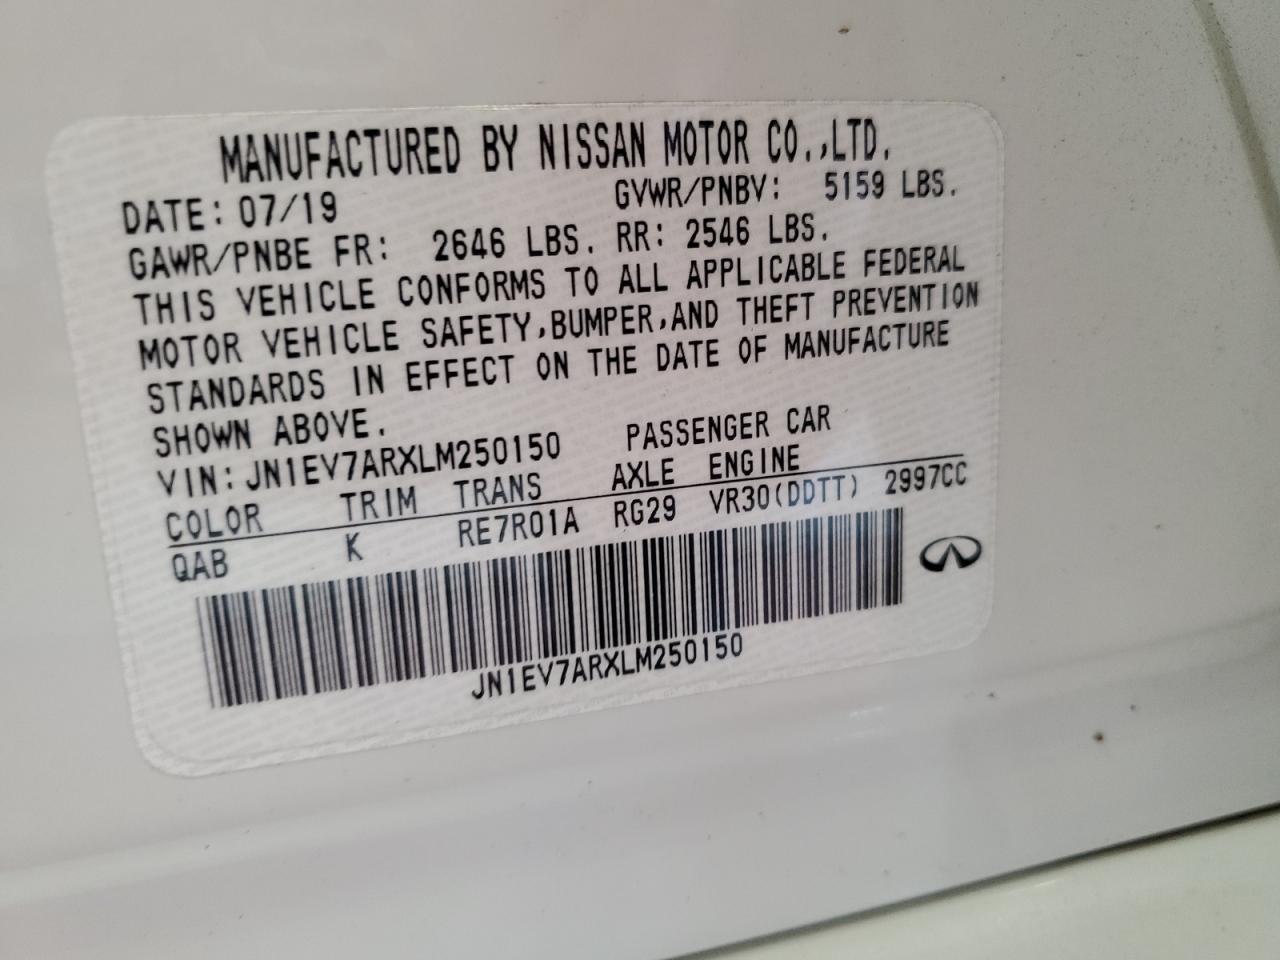 MANUFACTURED BY NISSAN MOTOR CO.,LTD.
DATE: 07/19 GVWR/PNBV: 5159 LBS.
GAWR/PNBE FR: 2646 LBS. RR: 2546 LBS.
THIS VEHICLE CONFORMS TO ALL APPLICABLE FEDERAL
MOTOR VEHICLE SAFETY,BUMPER,AND THEFT PREVENTION
STANDARDS IN EFFECT ON THE DATE OF MANUFACTURE
SHOWN ABOVE.
VIN: JN1EV7ARXLM250150 PASSENGER CAR
COLOR TRIM TRANS AXLE ENGINE
QAB K RE7R01A RG29 VR30(DDTT) 2997CC
JN1EV7ARXLM250150